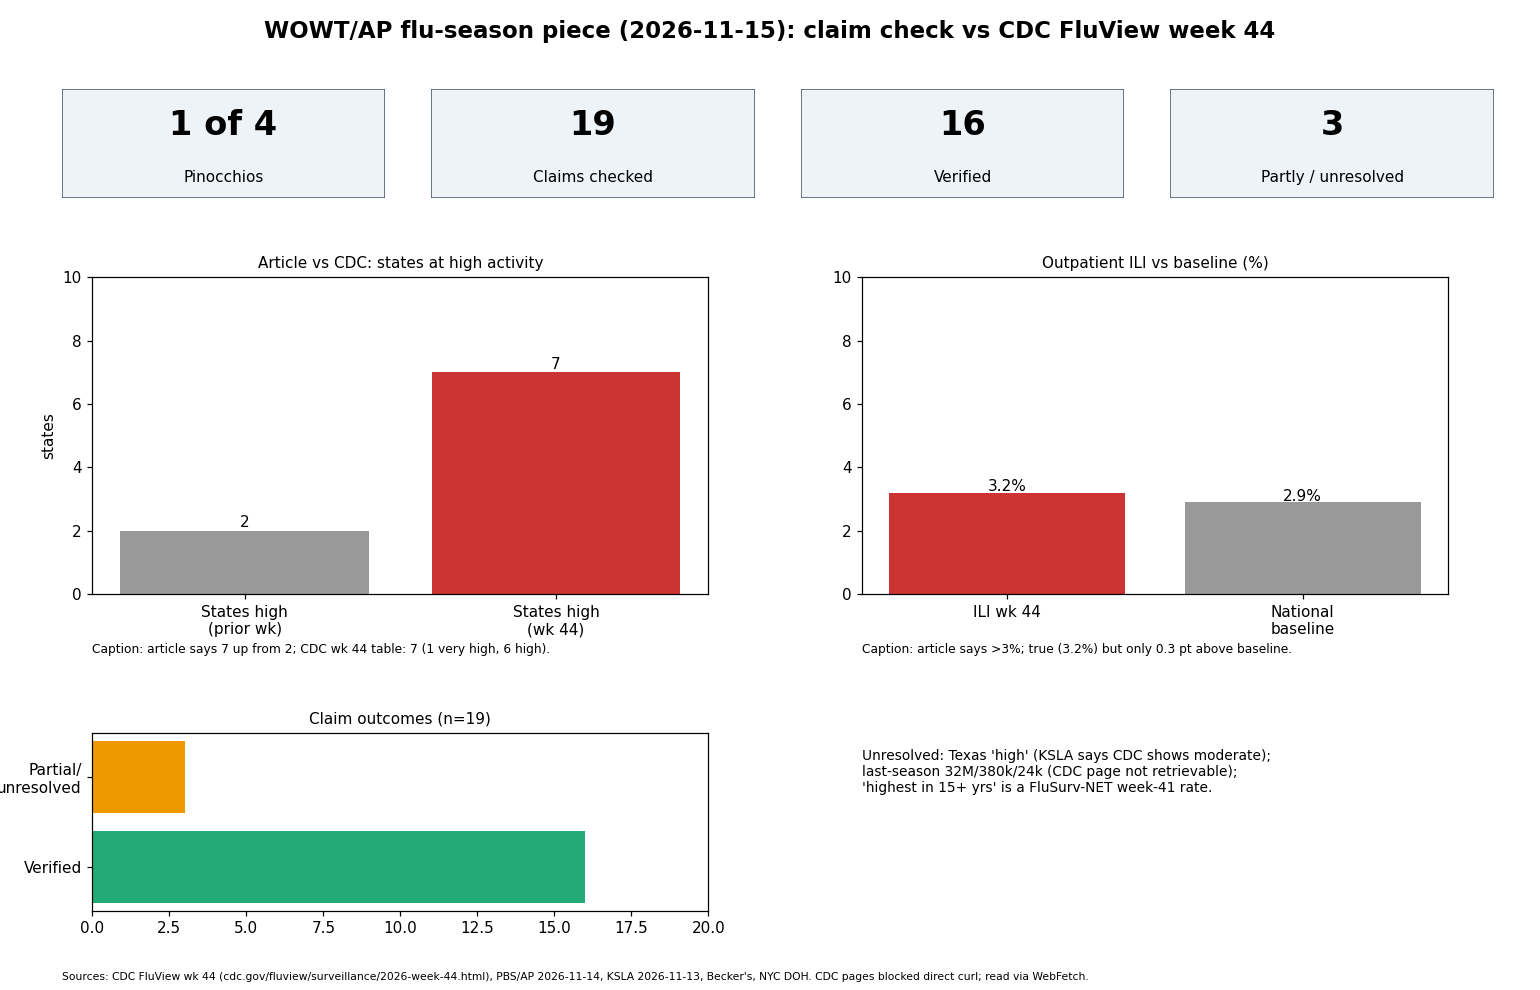 WOWT/AP flu-season piece (2026-11-15): claim check vs CDC FluView week 44
1 of 4
Pinocchios
19
Claims checked
16
Verified
3
Partly / unresolved
Article vs CDC: states at high activity
10
8
6
4
2
0
states
2
7
States high
(prior wk)
States high
(wk 44)
Caption: article says 7 up from 2; CDC wk 44 table: 7 (1 very high, 6 high).
Outpatient ILI vs baseline (%)
10
8
6
4
2
0
3.2%
2.9%
ILI wk 44
National
baseline
Caption: article says >3%; true (3.2%) but only 0.3 pt above baseline.
Claim outcomes (n=19)
Partial/
unresolved
Verified
0.0 2.5 5.0 7.5 10.0 12.5 15.0 17.5 20.0
Unresolved: Texas 'high' (KSLA says CDC shows moderate);
last-season 32M/380k/24k (CDC page not retrievable);
'highest in 15+ yrs' is a FluSurv-NET week-41 rate.
Sources: CDC FluView wk 44 (cdc.gov/fluview/surveillance/2026-week-44.html), PBS/AP 2026-11-14, KSLA 2026-11-13, Becker's, NYC DOH. CDC pages blocked direct curl; read via WebFetch.